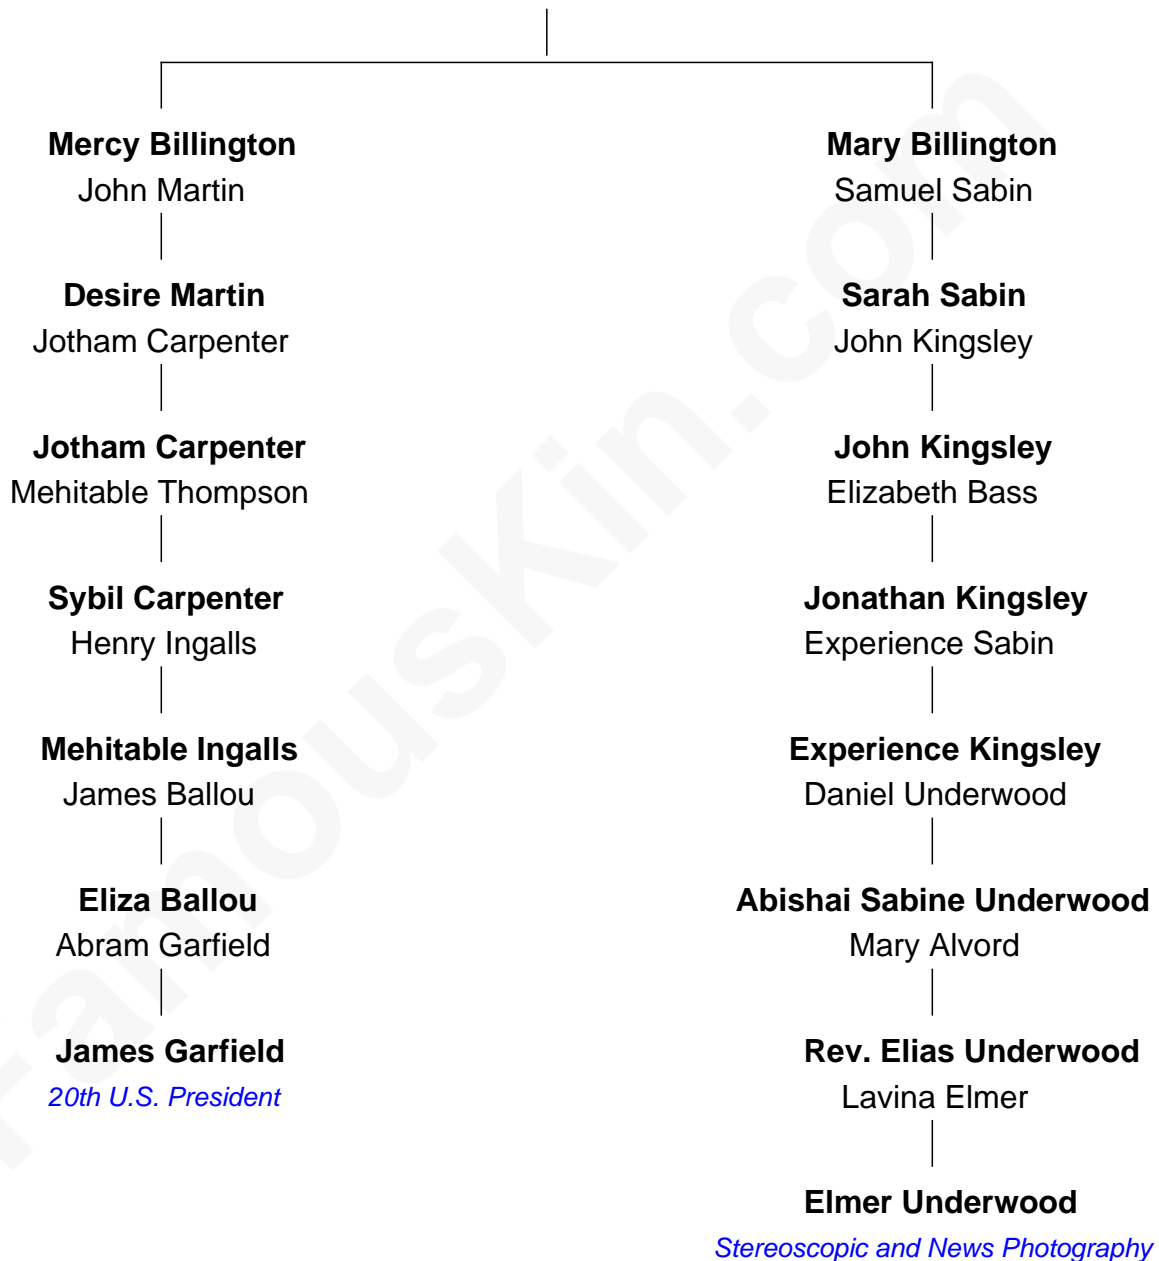 Mercy Billington
John Martin
Desire Martin
Jotham Carpenter
Jotham Carpenter
Mehitable Thompson
Sybil Carpenter
Henry Ingalls
Mehitable Ingalls
James Ballou
Eliza Ballou
Abram Garfield
James Garfield
20th U.S. President
Mary Billington
Samuel Sabin
Sarah Sabin
John Kingsley
John Kingsley
Elizabeth Bass
Jonathan Kingsley
Experience Sabin
Experience Kingsley
Daniel Underwood
Abishai Sabine Underwood
Mary Alvord
Rev. Elias Underwood
Lavina Elmer
Elmer Underwood
Stereoscopic and News Photography
FamousKin.com